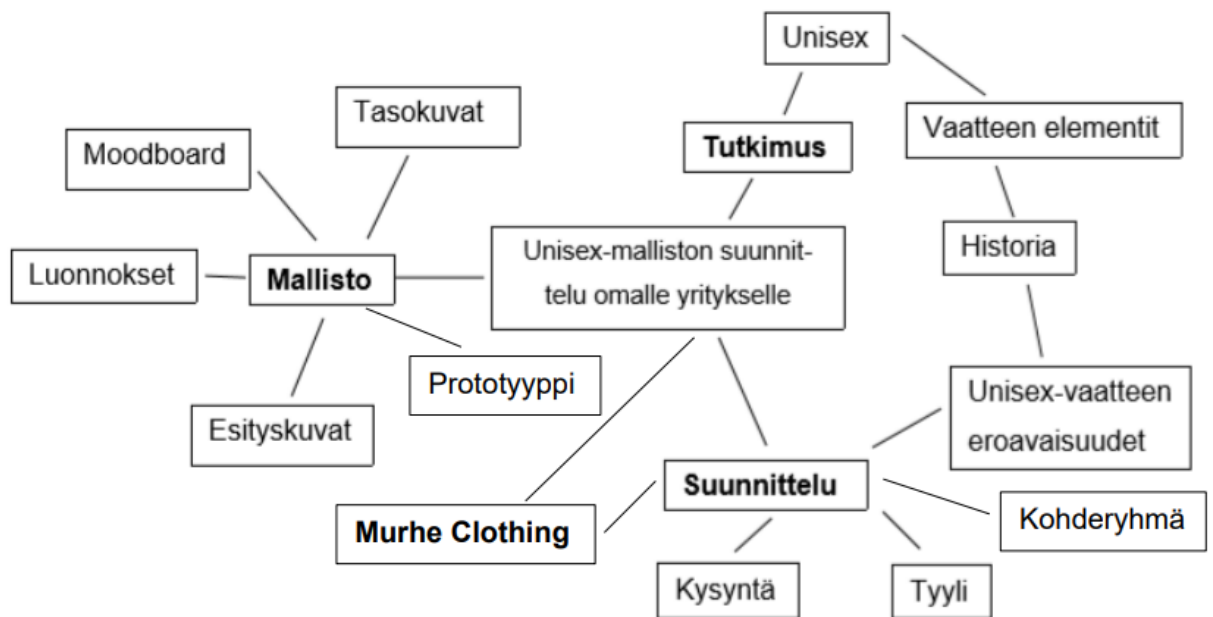 Unisex
Tasokuvat
Vaatteen elementit
Moodboard
Tutkimus
Unisex-malliston suunnit-
telu omalle yritykselle
Historia
Luonnokset
Mallisto
Prototyyppi
Unisex-vaatteen
eroavaisuudet
Esityskuvat
Suunnittelu
Kohderyhmä
Murhe Clothing
Kysyntä
Tyyli